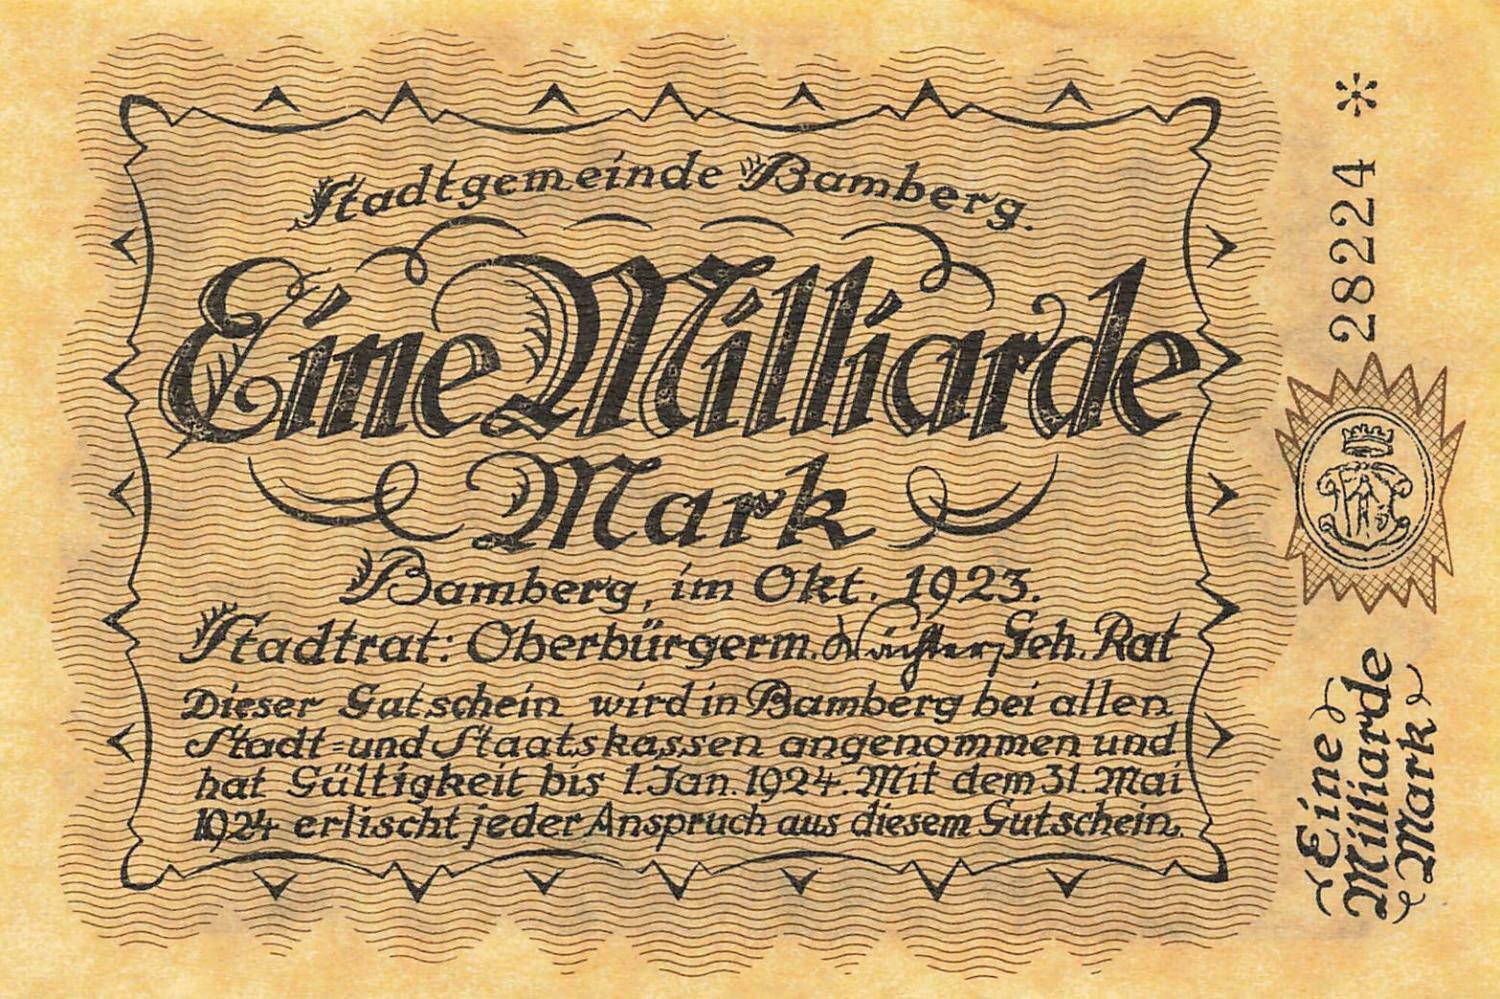 Stadtgemeinde Bamberg.
Eine Milliarde
Mark
Bamberg, im Okt. 1923.
Stadtrat: Oberbürgerm. Wächter, Geh. Rat
Dieser Gutschein wird in Bamberg bei allen
Stadt=und Staatskassen angenommen und
hat Gültigkeit bis 1. Jan. 1924. Mit dem 31. Mai
1924 erlischt jeder Anspruch aus diesem Gutschein.
28224 *
Eine
Milliarde
Mark